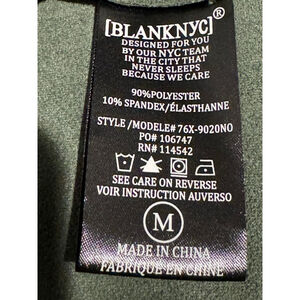 [BLANKNYC]®
DESIGNED FOR YOU
BY OUR NYC TEAM
IN THE CITY THAT
NEVER SLEEPS
BECAUSE WE CARE
90%POLYESTER
10% SPANDEX/ÉLASTHANNE
STYLE /MODELE# 76X-9020NO
PO# 106747
RN# 114542
SEE CARE ON REVERSE
VOIR INSTRUCTION AUVERSO
M
MADE IN CHINA
FABRIQUÉ EN CHINE